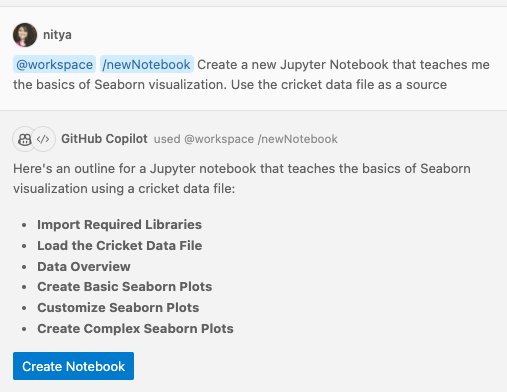 nitya
@workspace /newNotebook Create a new Jupyter Notebook that teaches me
the basics of Seaborn visualization. Use the cricket data file as a source
GitHub Copilot used @workspace /newNotebook
Here's an outline for a Jupyter notebook that teaches the basics of Seaborn
visualization using a cricket data file:
• Import Required Libraries
• Load the Cricket Data File
• Data Overview
• Create Basic Seaborn Plots
• Customize Seaborn Plots
• Create Complex Seaborn Plots
Create Notebook